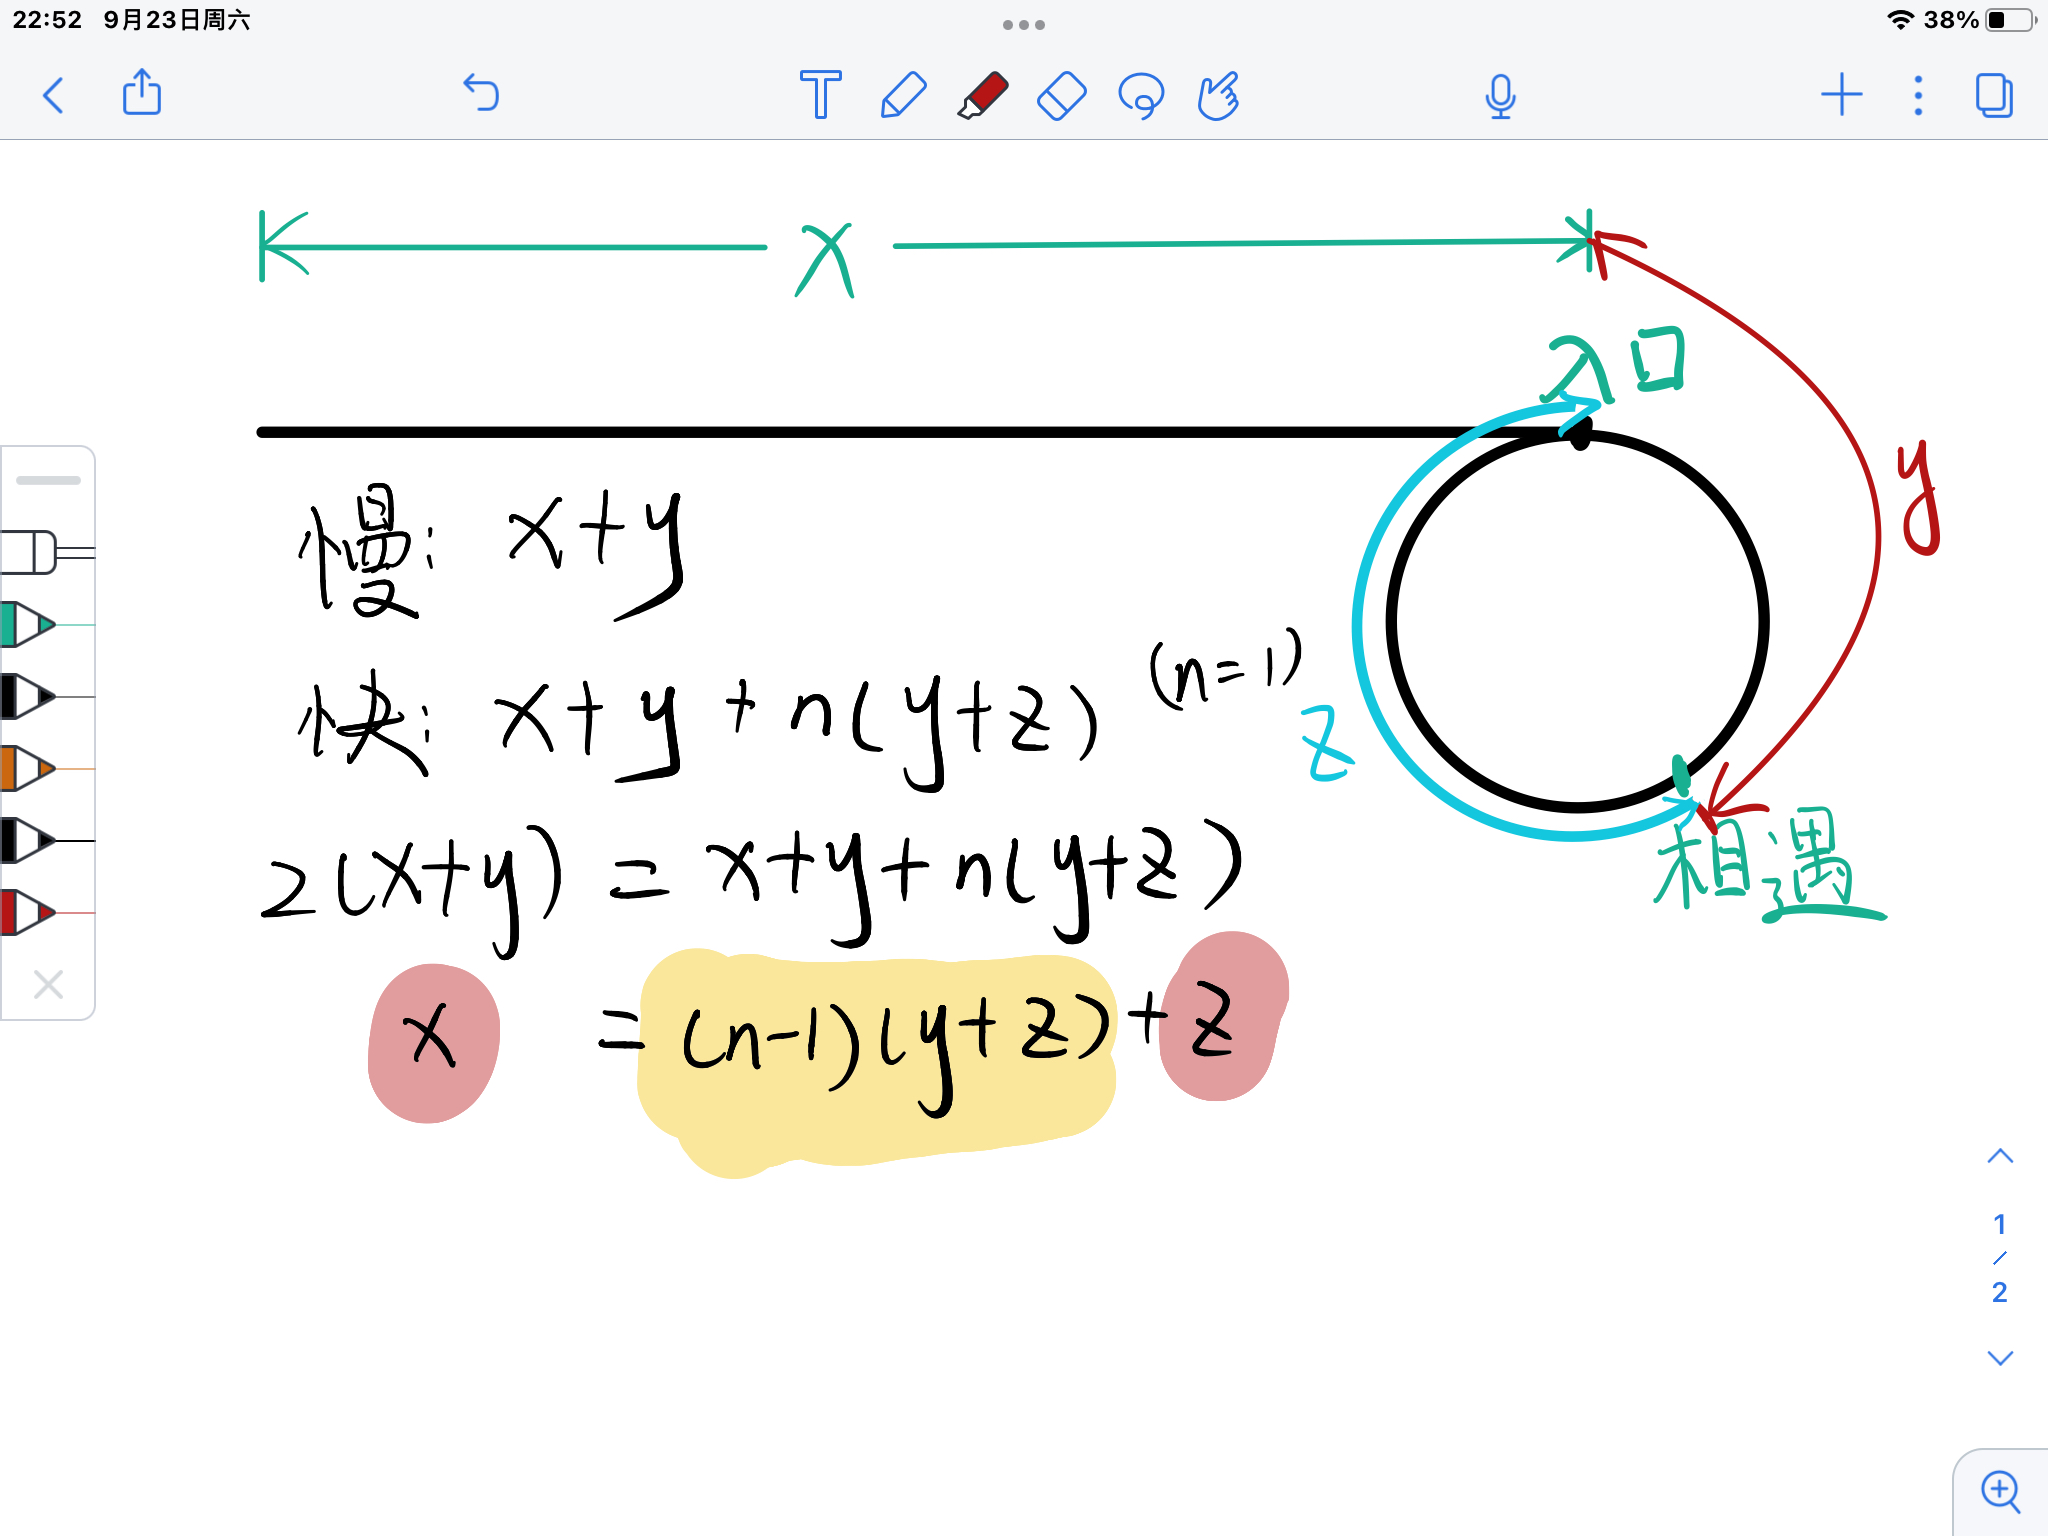 22:52 9月23日周六
38%
x
入口
y
慢: x+y
快: x+y+n(y+z) (n=1)
z
2(x+y) = x+y+n(y+z)
相遇
x = (n-1)(y+z)+z
1
/
2